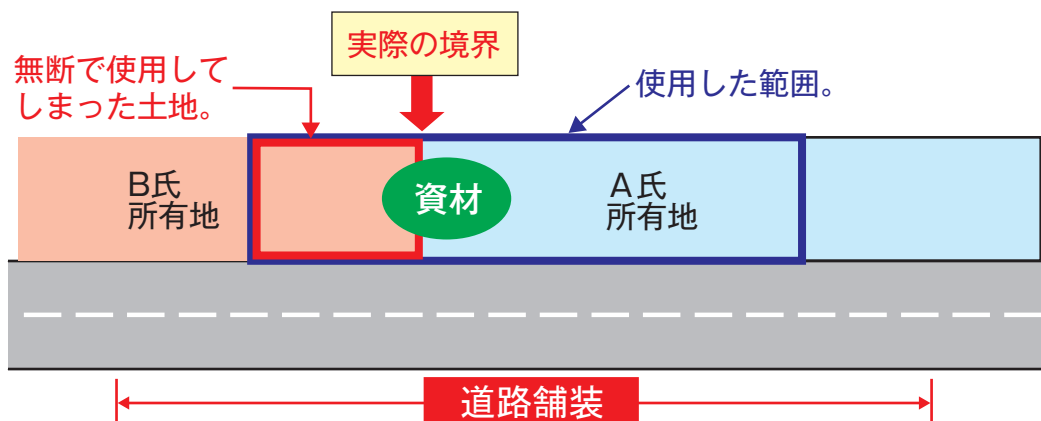 実際の境界
無断で使用して
しまった土地。
使用した範囲。
B氏
所有地
資材
A氏
所有地
道路舗装